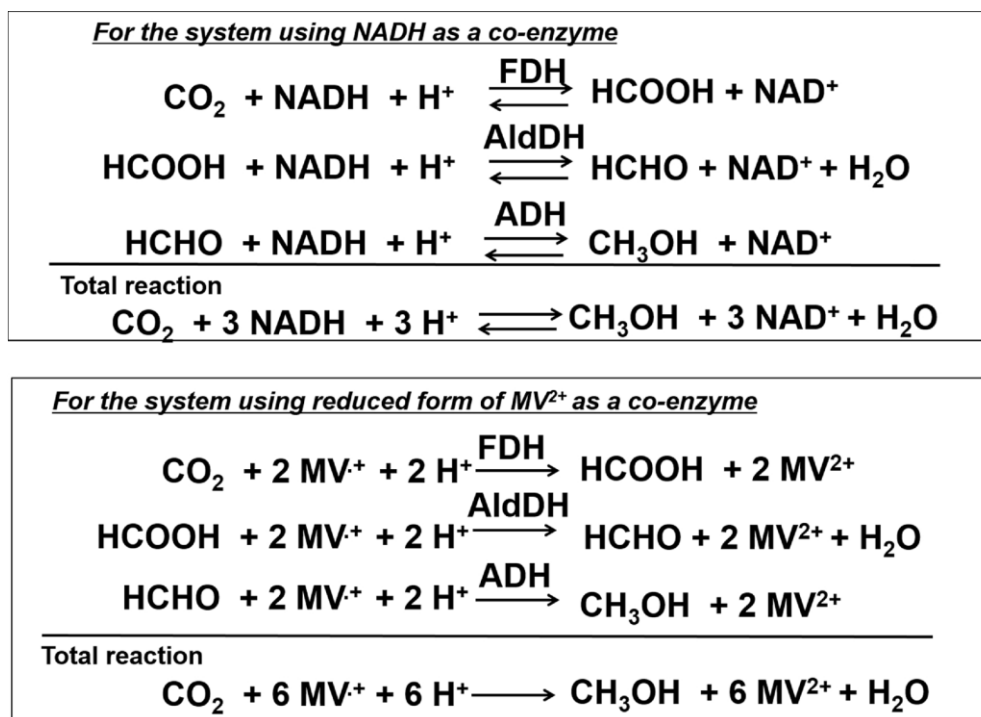 For the system using NADH as a co-enzyme
FDH
CO₂ + NADH + H⁺ ⇌ HCOOH + NAD⁺
AldDH
HCOOH + NADH + H⁺ ⇌ HCHO + NAD⁺ + H₂O
ADH
HCHO + NADH + H⁺ ⇌ CH₃OH + NAD⁺
Total reaction
CO₂ + 3 NADH + 3 H⁺ ⇌ CH₃OH + 3 NAD⁺ + H₂O
For the system using reduced form of MV²⁺ as a co-enzyme
FDH
CO₂ + 2 MV·⁺ + 2 H⁺ → HCOOH + 2 MV²⁺
AldDH
HCOOH + 2 MV·⁺ + 2 H⁺ → HCHO + 2 MV²⁺ + H₂O
ADH
HCHO + 2 MV·⁺ + 2 H⁺ → CH₃OH + 2 MV²⁺
Total reaction
CO₂ + 6 MV·⁺ + 6 H⁺ → CH₃OH + 6 MV²⁺ + H₂O